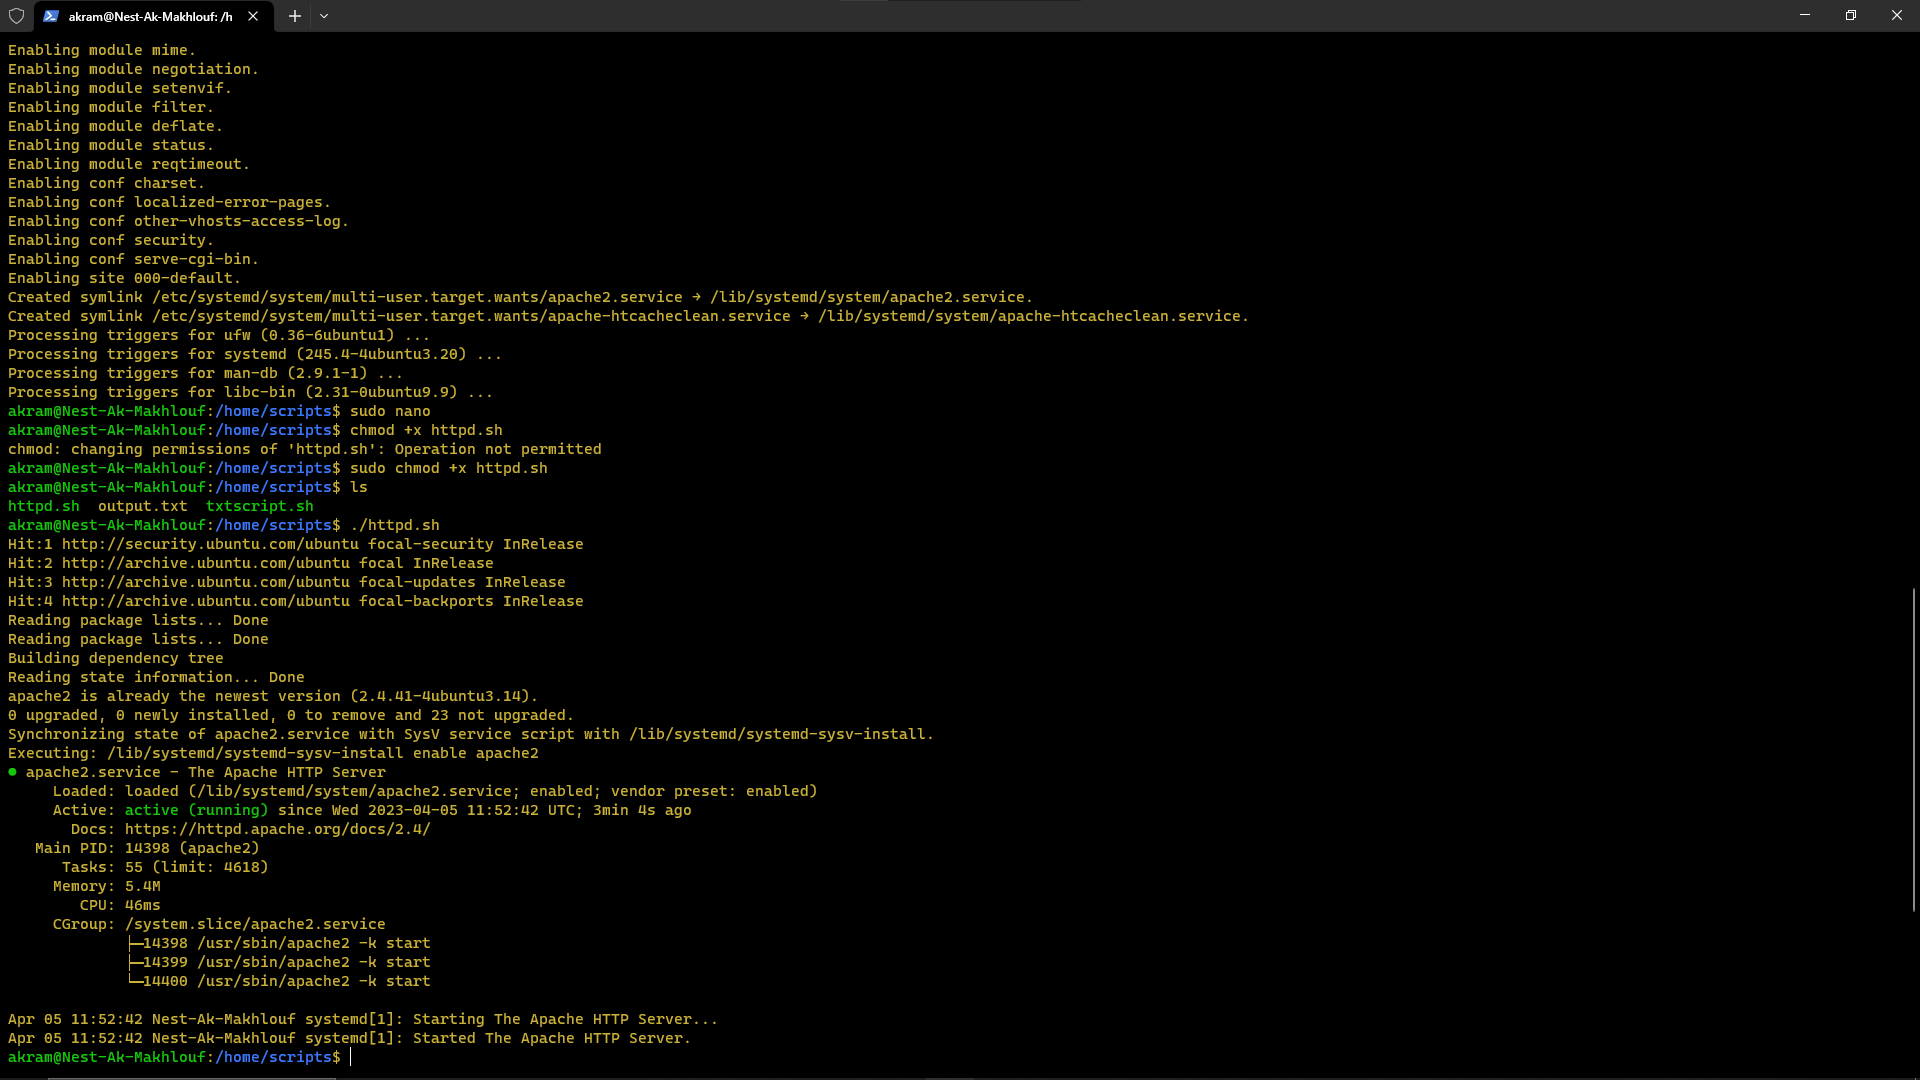 akram@Nest-Ak-Makhlouf: /h
Enabling module mime.
Enabling module negotiation.
Enabling module setenvif.
Enabling module filter.
Enabling module deflate.
Enabling module status.
Enabling module reqtimeout.
Enabling conf charset.
Enabling conf localized-error-pages.
Enabling conf other-vhosts-access-log.
Enabling conf security.
Enabling conf serve-cgi-bin.
Enabling site 000-default.
Created symlink /etc/systemd/system/multi-user.target.wants/apache2.service → /lib/systemd/system/apache2.service.
Created symlink /etc/systemd/system/multi-user.target.wants/apache-htcacheclean.service → /lib/systemd/system/apache-htcacheclean.service.
Processing triggers for ufw (0.36-6ubuntu1) ...
Processing triggers for systemd (245.4-4ubuntu3.20) ...
Processing triggers for man-db (2.9.1-1) ...
Processing triggers for libc-bin (2.31-0ubuntu9.9) ...
akram@Nest-Ak-Makhlouf:/home/scripts$ sudo nano
akram@Nest-Ak-Makhlouf:/home/scripts$ chmod +x httpd.sh
chmod: changing permissions of 'httpd.sh': Operation not permitted
akram@Nest-Ak-Makhlouf:/home/scripts$ sudo chmod +x httpd.sh
akram@Nest-Ak-Makhlouf:/home/scripts$ ls
httpd.sh  output.txt  txtscript.sh
akram@Nest-Ak-Makhlouf:/home/scripts$ ./httpd.sh
Hit:1 http://security.ubuntu.com/ubuntu focal-security InRelease
Hit:2 http://archive.ubuntu.com/ubuntu focal InRelease
Hit:3 http://archive.ubuntu.com/ubuntu focal-updates InRelease
Hit:4 http://archive.ubuntu.com/ubuntu focal-backports InRelease
Reading package lists... Done
Reading package lists... Done
Building dependency tree
Reading state information... Done
apache2 is already the newest version (2.4.41-4ubuntu3.14).
0 upgraded, 0 newly installed, 0 to remove and 23 not upgraded.
Synchronizing state of apache2.service with SysV service script with /lib/systemd/systemd-sysv-install.
Executing: /lib/systemd/systemd-sysv-install enable apache2
● apache2.service - The Apache HTTP Server
Loaded: loaded (/lib/systemd/system/apache2.service; enabled; vendor preset: enabled)
Active: active (running) since Wed 2023-04-05 11:52:42 UTC; 3min 4s ago
Docs: https://httpd.apache.org/docs/2.4/
Main PID: 14398 (apache2)
Tasks: 55 (limit: 4618)
Memory: 5.4M
CPU: 46ms
CGroup: /system.slice/apache2.service
├─14398 /usr/sbin/apache2 -k start
├─14399 /usr/sbin/apache2 -k start
└─14400 /usr/sbin/apache2 -k start
Apr 05 11:52:42 Nest-Ak-Makhlouf systemd[1]: Starting The Apache HTTP Server...
Apr 05 11:52:42 Nest-Ak-Makhlouf systemd[1]: Started The Apache HTTP Server.
akram@Nest-Ak-Makhlouf:/home/scripts$